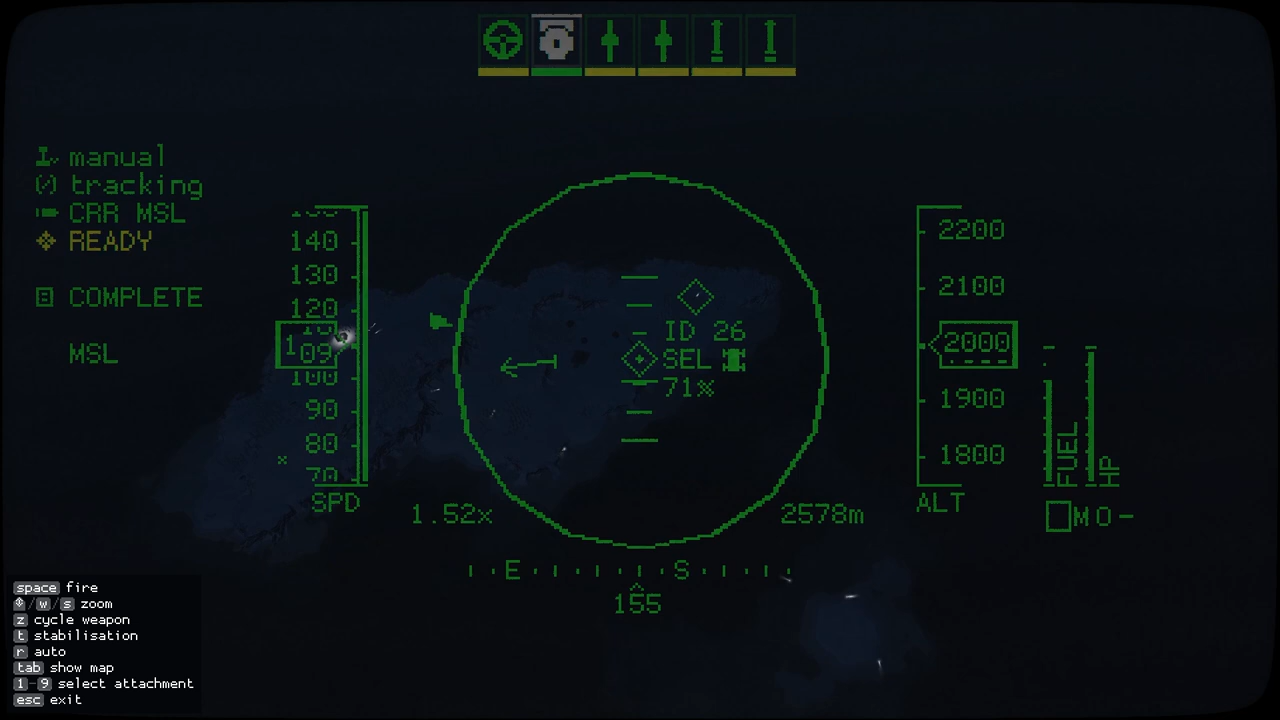 manual
tracking
CRR MSL
READY
COMPLETE
MSL
140
130
120
109
100
90
80
70
SPD
ID 26
SEL
71%
1.52x
2578m
2200
2100
2000
1900
1800
ALT
FUEL
HP
E
S
155
space fire
/w/s zoom
z cycle weapon
t stabilisation
r auto
tab show map
1-9 select attachment
esc exit